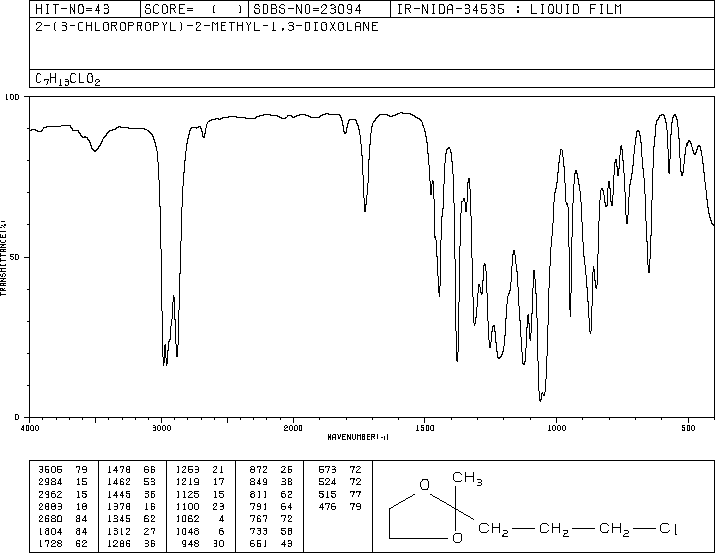 HIT-NO=43 SCORE= ( ) SDBS-NO=23094 IR-NIDA-34535 : LIQUID FILM
2-(3-CHLOROPROPYL)-2-METHYL-1,3-DIOXOLANE
C7H13CLO2
100
TRANSMITTANCE(%)
50
0
4000 3000 2000 1500 1000 500
WAVENUMBER(-1)
3505 79 1478 66 1253 21 872 25 573 72
2984 15 1462 53 1219 17 849 38 524 72
2962 15 1445 36 1125 15 811 62 515 77
2883 18 1378 16 1100 23 791 64 476 79
2680 84 1345 62 1062 4 767 72
1804 84 1312 27 1048 6 733 58
1728 62 1286 36 948 30 651 43
CH3
O
O
CH2 CH2 CH2 Cl